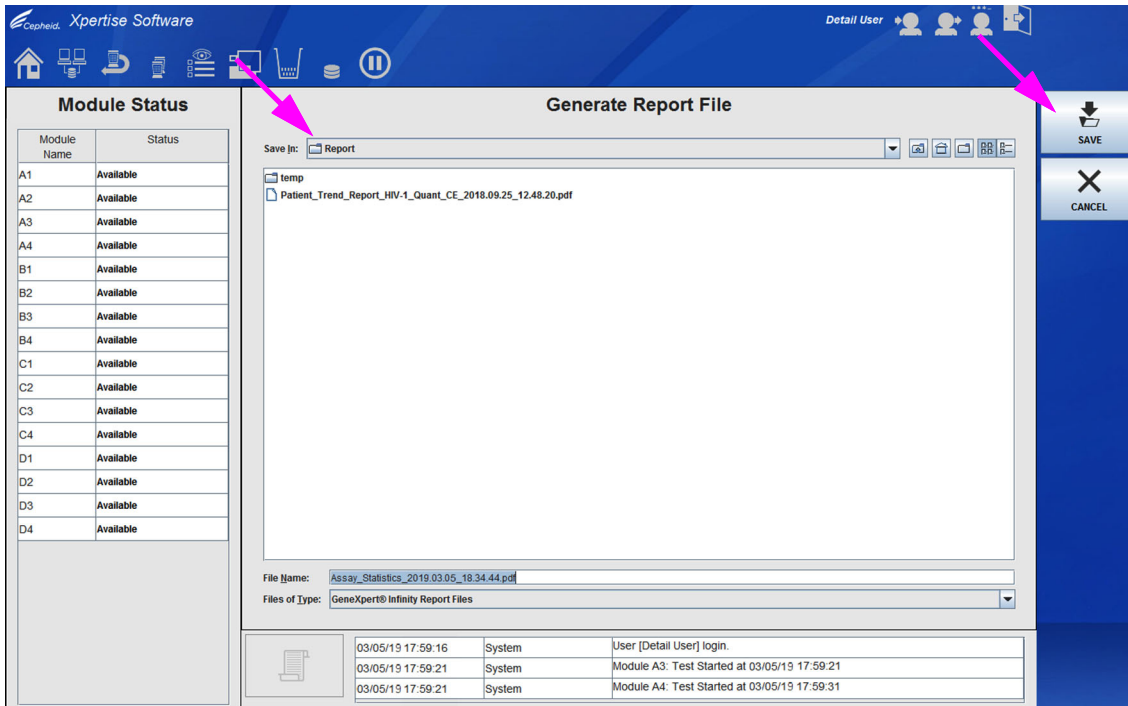 Cepheid. Xpertise Software
Detail User
Module Status
Generate Report File
SAVE
CANCEL
Module Name Status
A1 Available
A2 Available
A3 Available
A4 Available
B1 Available
B2 Available
B3 Available
B4 Available
C1 Available
C2 Available
C3 Available
C4 Available
D1 Available
D2 Available
D3 Available
D4 Available
Save In: Report
temp
Patient_Trend_Report_HIV-1_Quant_CE_2018.09.25_12.48.20.pdf
File Name: Assay_Statistics_2019.03.05_18.34.44.pdf
Files of Type: GeneXpert® Infinity Report Files
03/05/19 17:59:16 System User [Detail User] login.
03/05/19 17:59:21 System Module A3: Test Started at 03/05/19 17:59:21
03/05/19 17:59:21 System Module A4: Test Started at 03/05/19 17:59:31